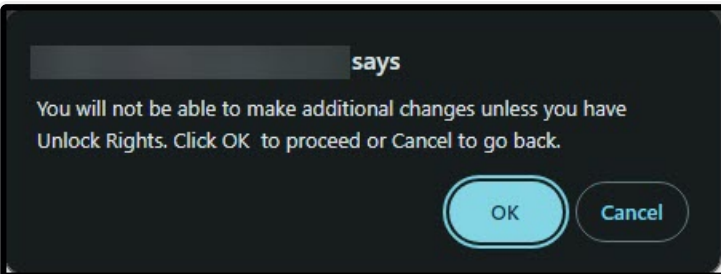 says
You will not be able to make additional changes unless you have
Unlock Rights. Click OK  to proceed or Cancel to go back.
OK
Cancel